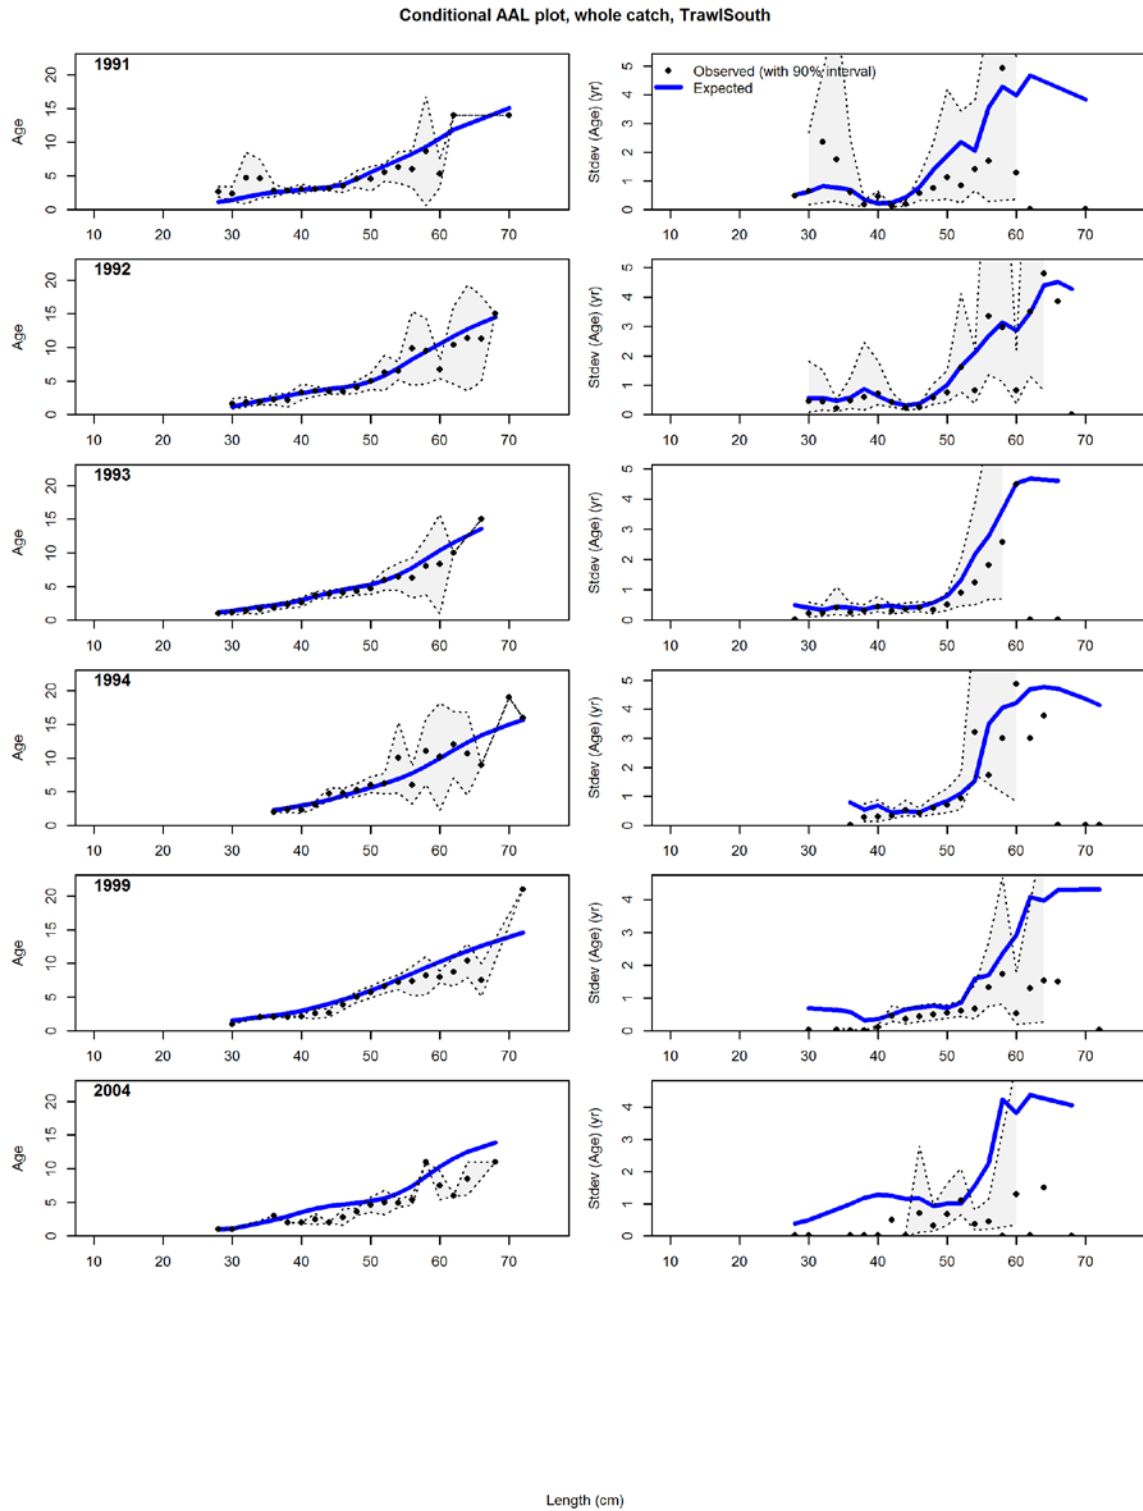 Conditional AAL plot, whole catch, TrawlSouth
1991
Age
0 5 10 15 20
10 20 30 40 50 60 70
Observed (with 90% interval)
Expected
Stdev (Age) (yr)
0 1 2 3 4 5
10 20 30 40 50 60 70
1992
Age
0 5 10 15 20
10 20 30 40 50 60 70
Stdev (Age) (yr)
0 1 2 3 4 5
10 20 30 40 50 60 70
1993
Age
0 5 10 15 20
10 20 30 40 50 60 70
Stdev (Age) (yr)
0 1 2 3 4 5
10 20 30 40 50 60 70
1994
Age
0 5 10 15 20
10 20 30 40 50 60 70
Stdev (Age) (yr)
0 1 2 3 4 5
10 20 30 40 50 60 70
1999
Age
0 5 10 15 20
10 20 30 40 50 60 70
Stdev (Age) (yr)
0 1 2 3 4
10 20 30 40 50 60 70
2004
Age
0 5 10 15 20
10 20 30 40 50 60 70
Stdev (Age) (yr)
0 1 2 3 4
10 20 30 40 50 60 70
Length (cm)